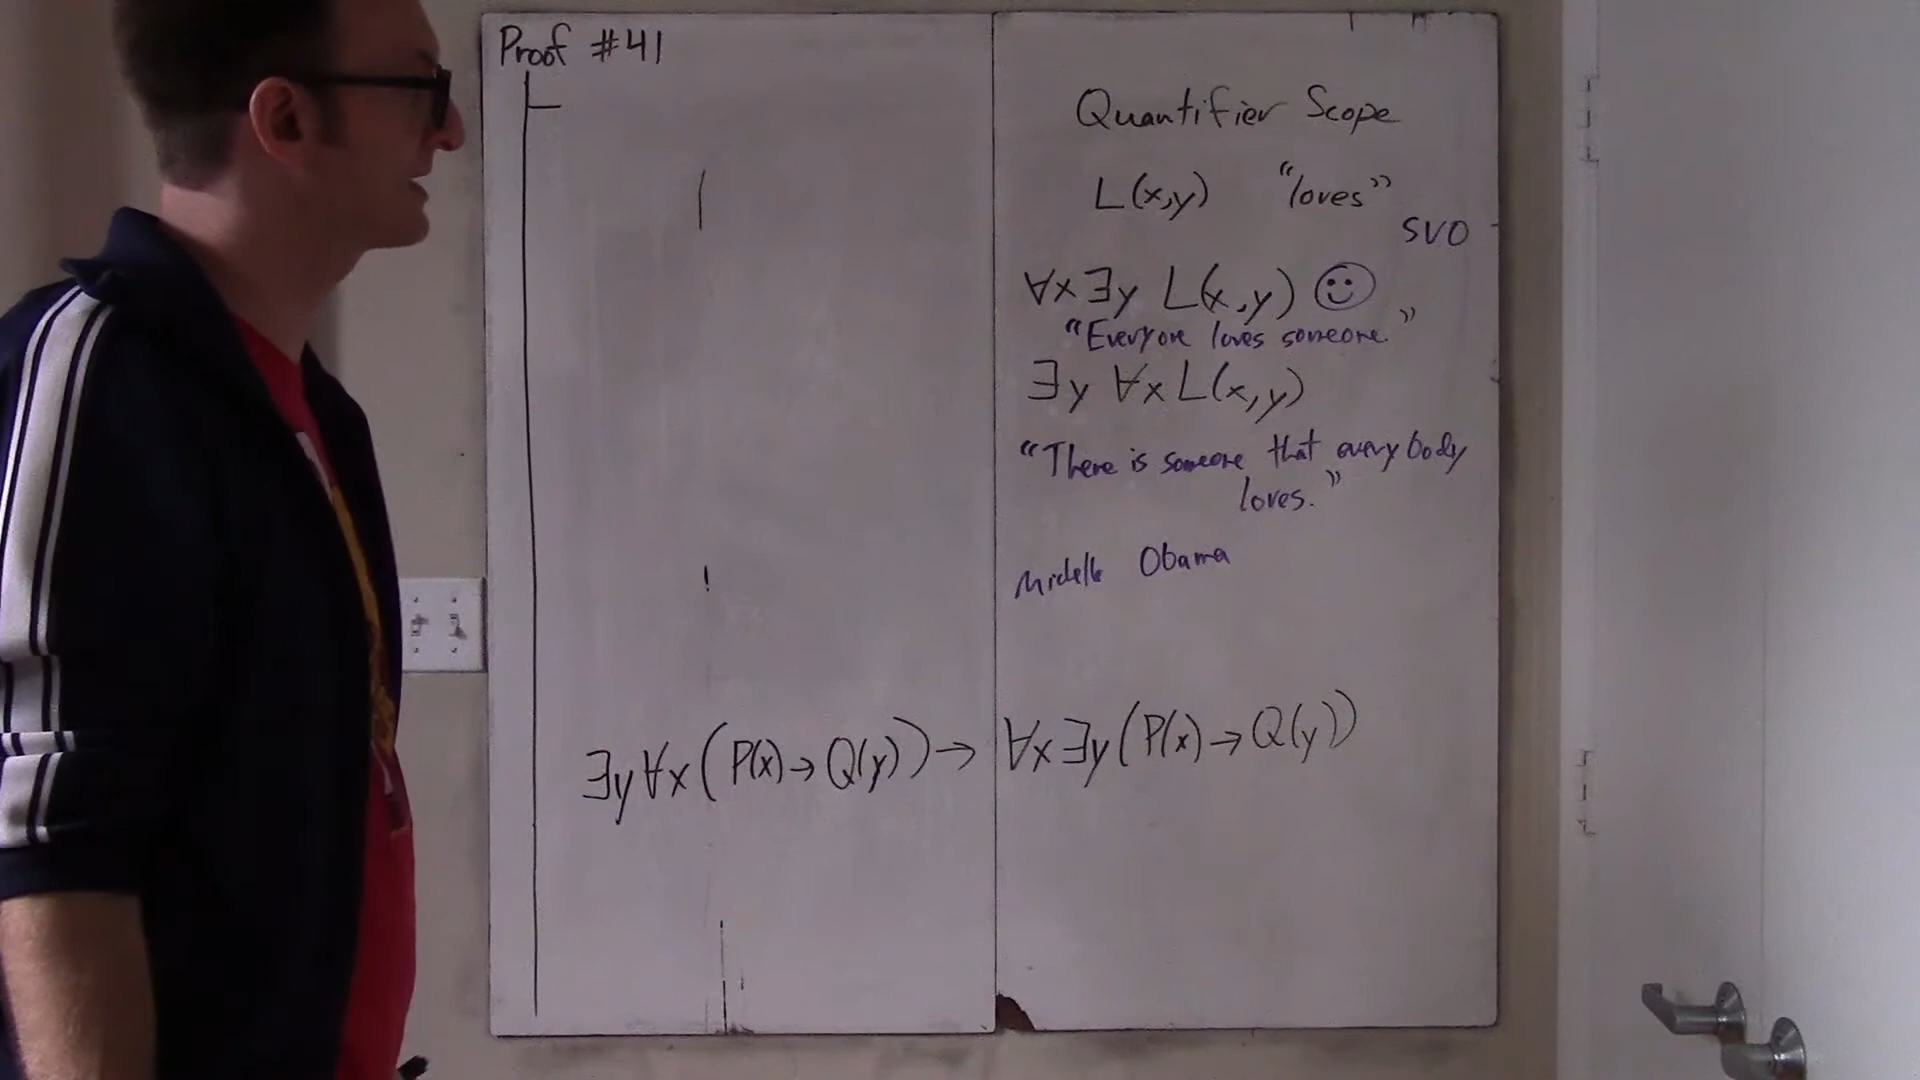 Proof #41
Quantifier Scope
L(x,y) "loves"
SVO
∀x∃y L(x,y)
"Everyone loves someone."
∃y ∀x L(x,y)
"There is someone that everybody
loves."
Michelle Obama
∃y∀x(P(x)→Q(y))→∀x∃y(P(x)→Q(y))